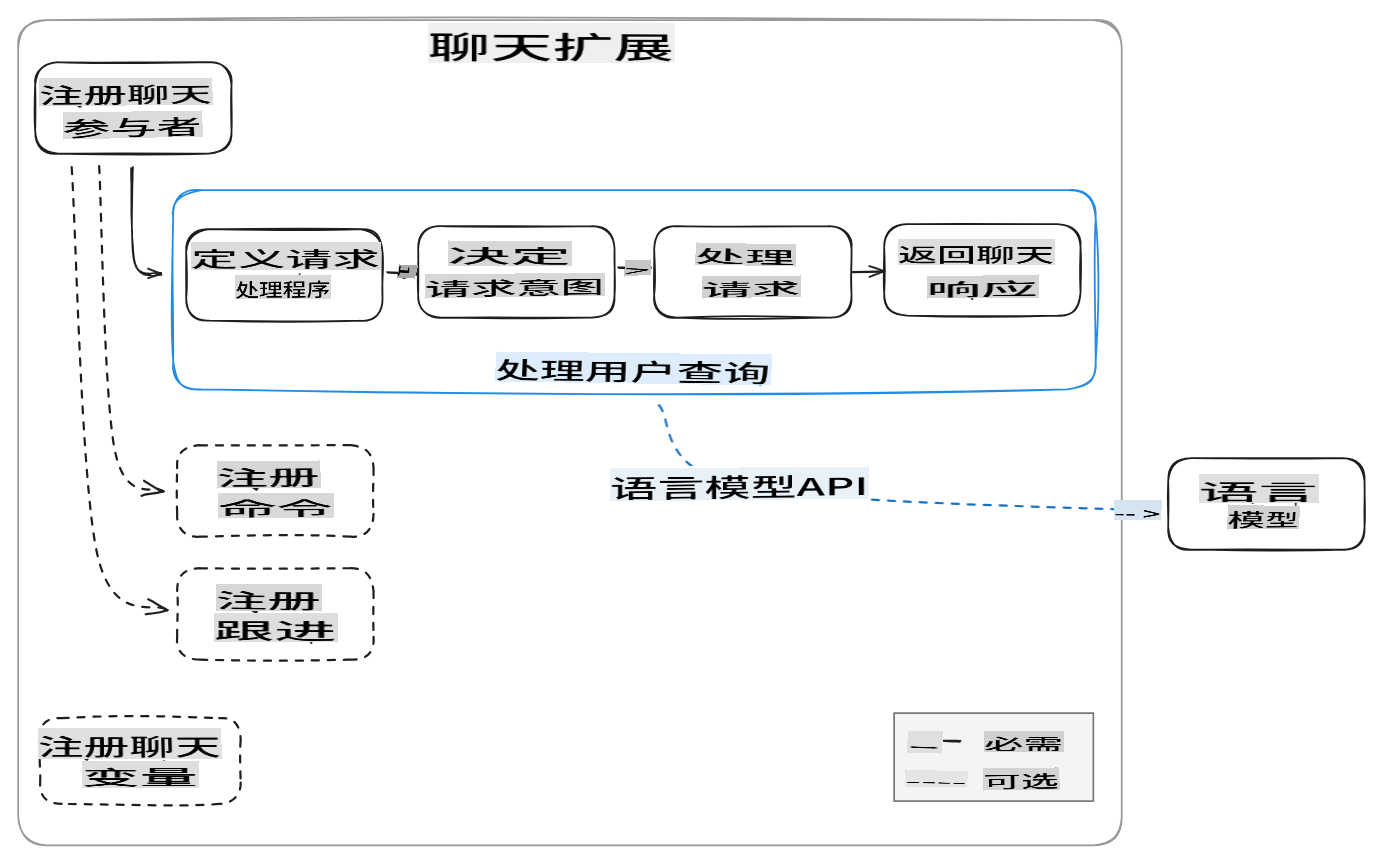 聊天扩展
注册聊天
参与者
定义请求
处理程序
决定
请求意图
处理
请求
返回聊天
响应
处理用户查询
注册
命令
语言模型API
语言
模型
注册
跟进
注册聊天
变量
必需
可选